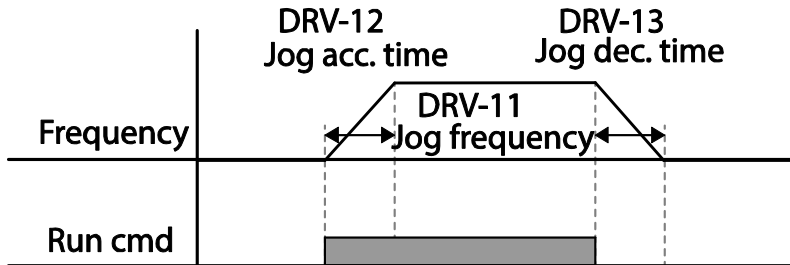 DRV-12
Jog acc. time
DRV-13
Jog dec. time
DRV-11
Jog frequency
Frequency
Run cmd